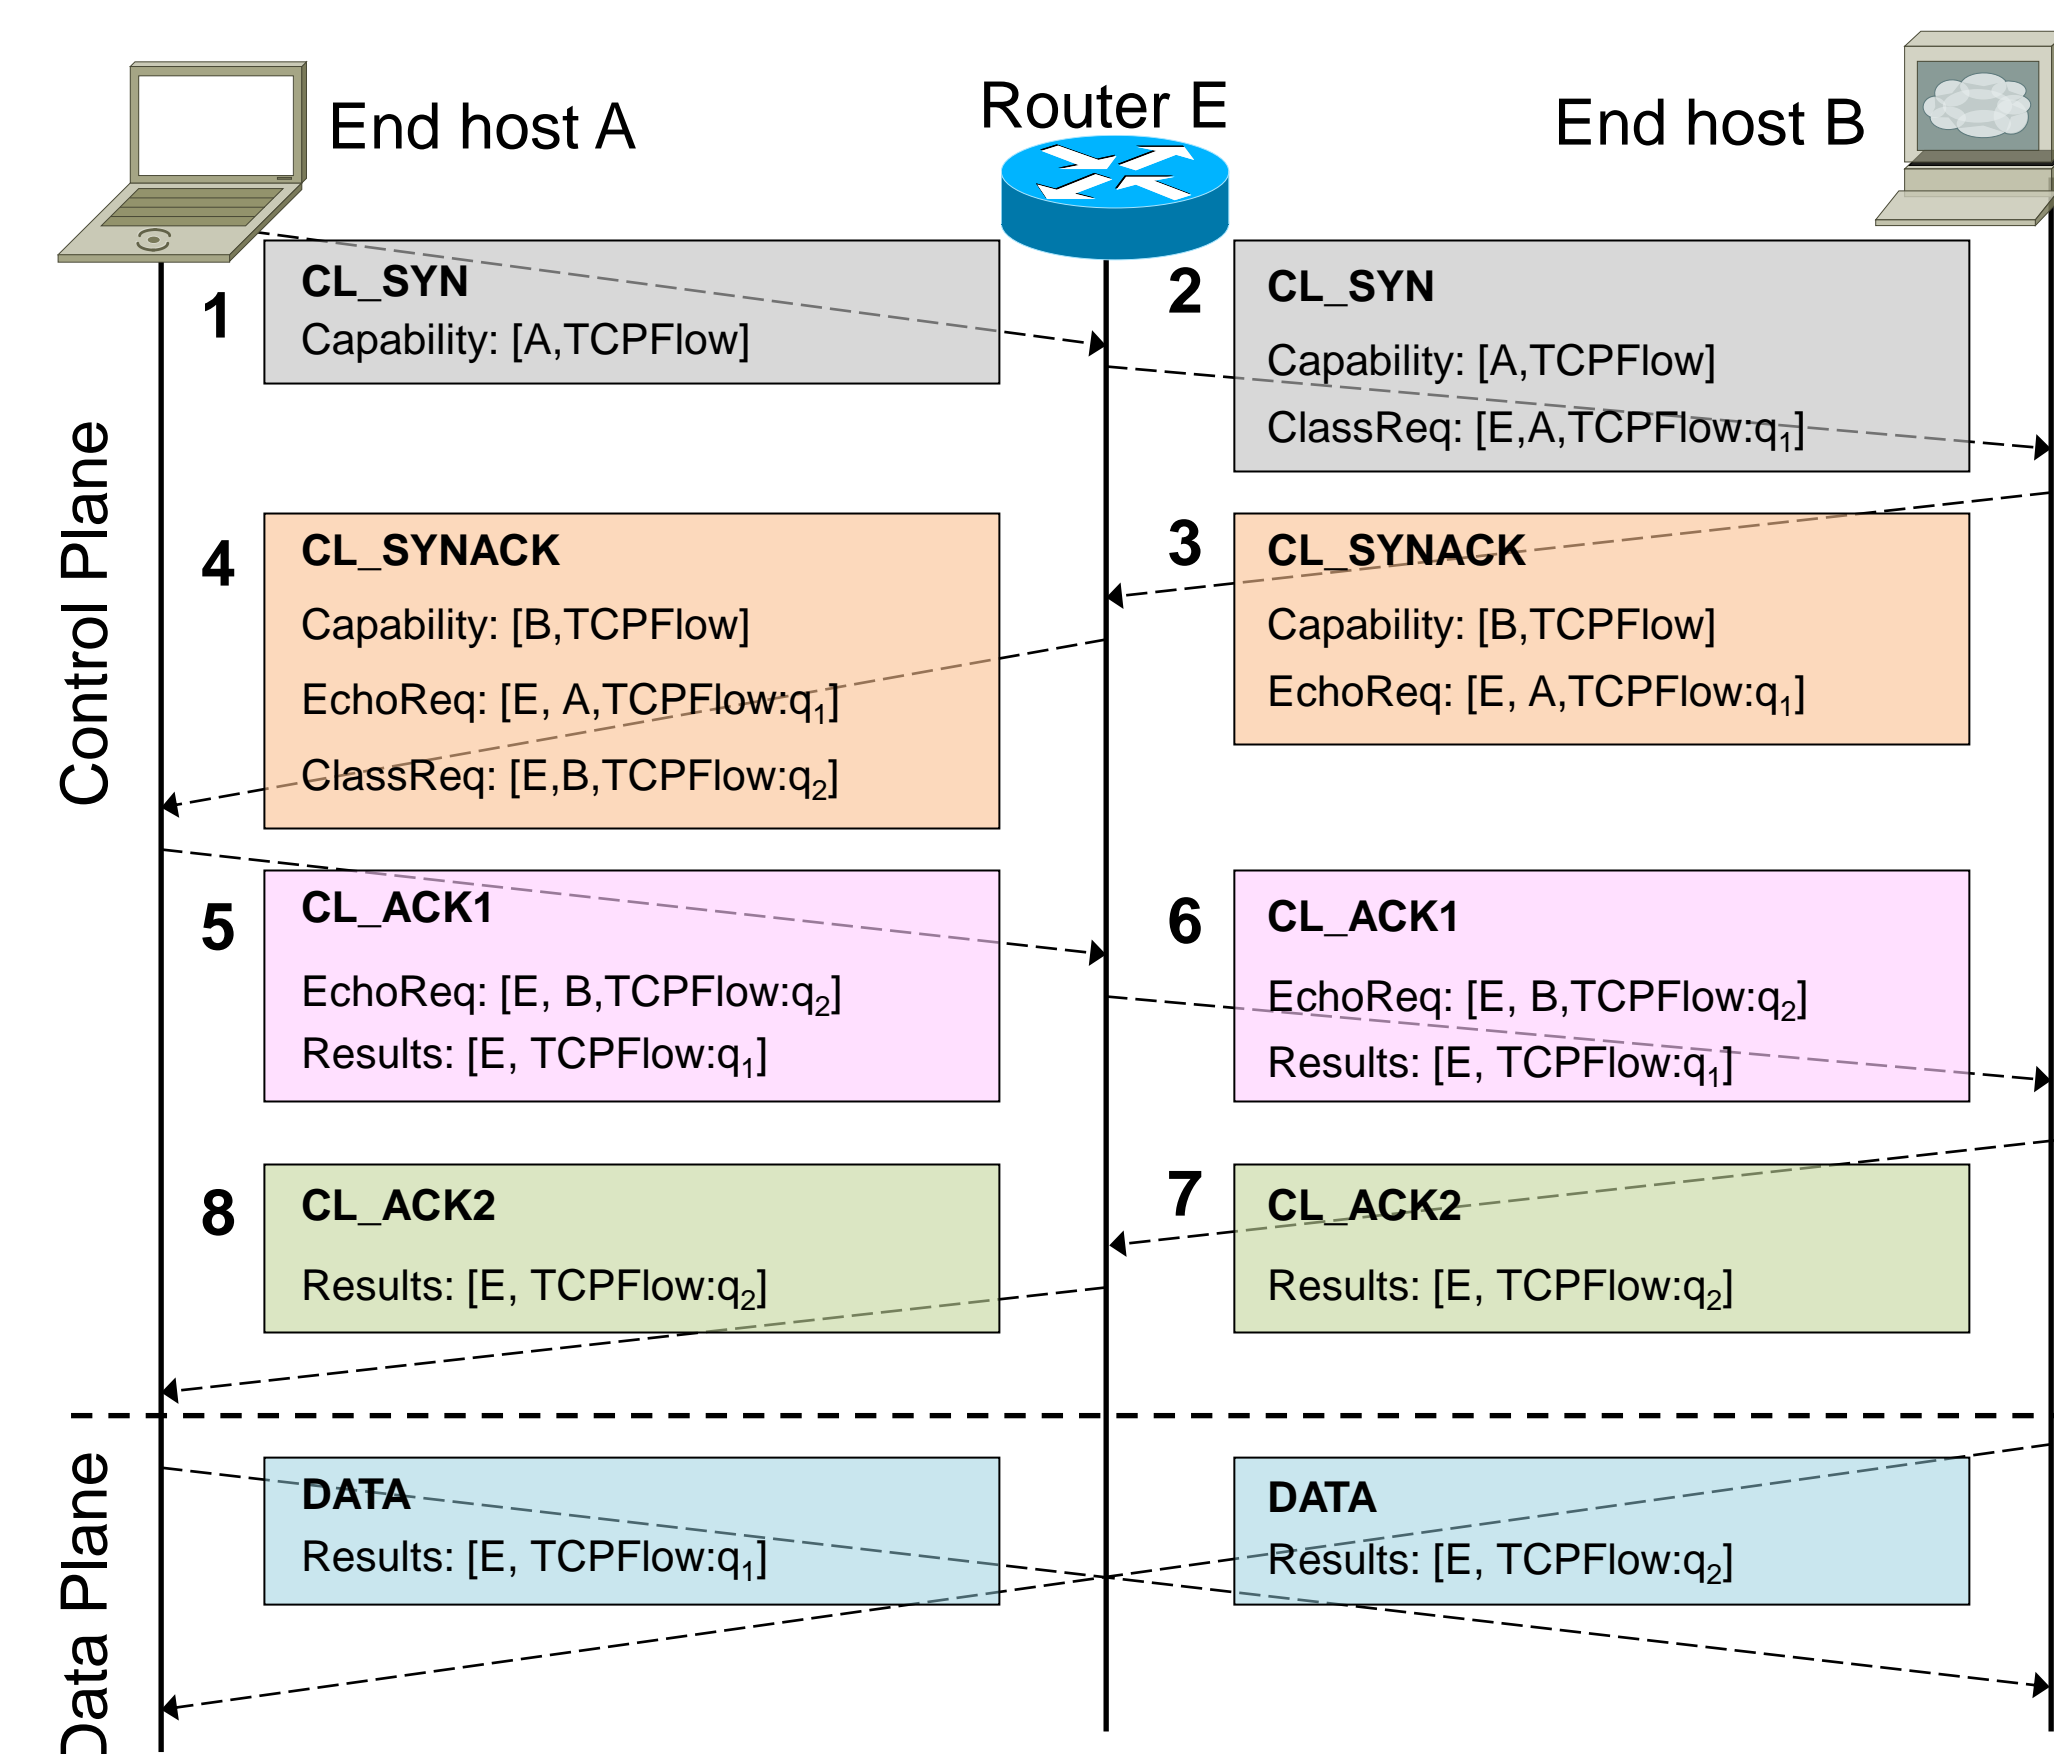 End host A
Router E
End host B
Control Plane
1
CL_SYN
Capability: [A,TCPFlow]
2
CL_SYN
Capability: [A,TCPFlow]
ClassReq: [E,A,TCPFlow:q1]
3
CL_SYNACK
Capability: [B,TCPFlow]
EchoReq: [E, A,TCPFlow:q1]
4
CL_SYNACK
Capability: [B,TCPFlow]
EchoReq: [E, A,TCPFlow:q1]
ClassReq: [E,B,TCPFlow:q2]
5
CL_ACK1
EchoReq: [E, B,TCPFlow:q2]
Results: [E, TCPFlow:q1]
6
CL_ACK1
EchoReq: [E, B,TCPFlow:q2]
Results: [E, TCPFlow:q1]
7
CL_ACK2
Results: [E, TCPFlow:q2]
8
CL_ACK2
Results: [E, TCPFlow:q2]
Data Plane
DATA
Results: [E, TCPFlow:q1]
DATA
Results: [E, TCPFlow:q2]